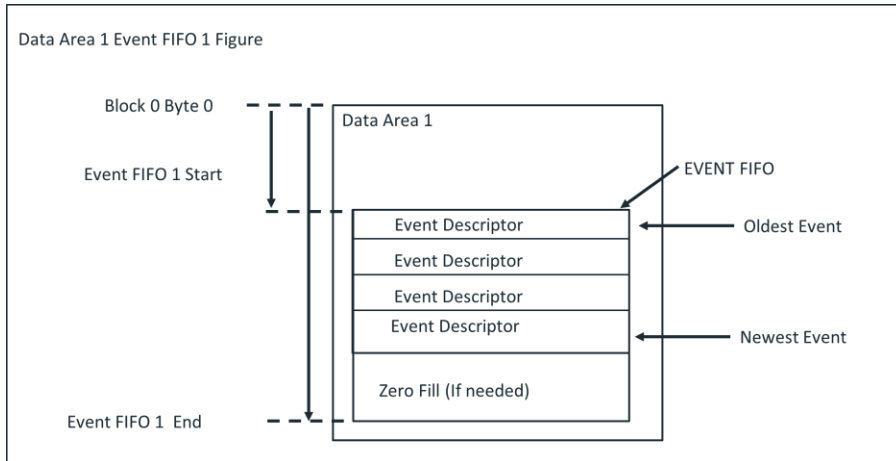 Data Area 1 Event FIFO 1 Figure
Block 0 Byte 0
Data Area 1
Event FIFO 1 Start
EVENT FIFO
Event Descriptor
Oldest Event
Event Descriptor
Event Descriptor
Event Descriptor
Newest Event
Zero Fill (If needed)
Event FIFO 1 End